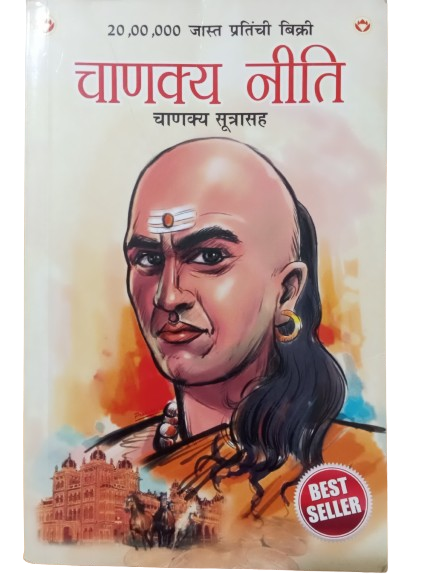 20,00,000 जास्त प्रतिंची बिक्री
चाणक्य नीति
चाणक्य सूत्रासह
BEST
SELLER